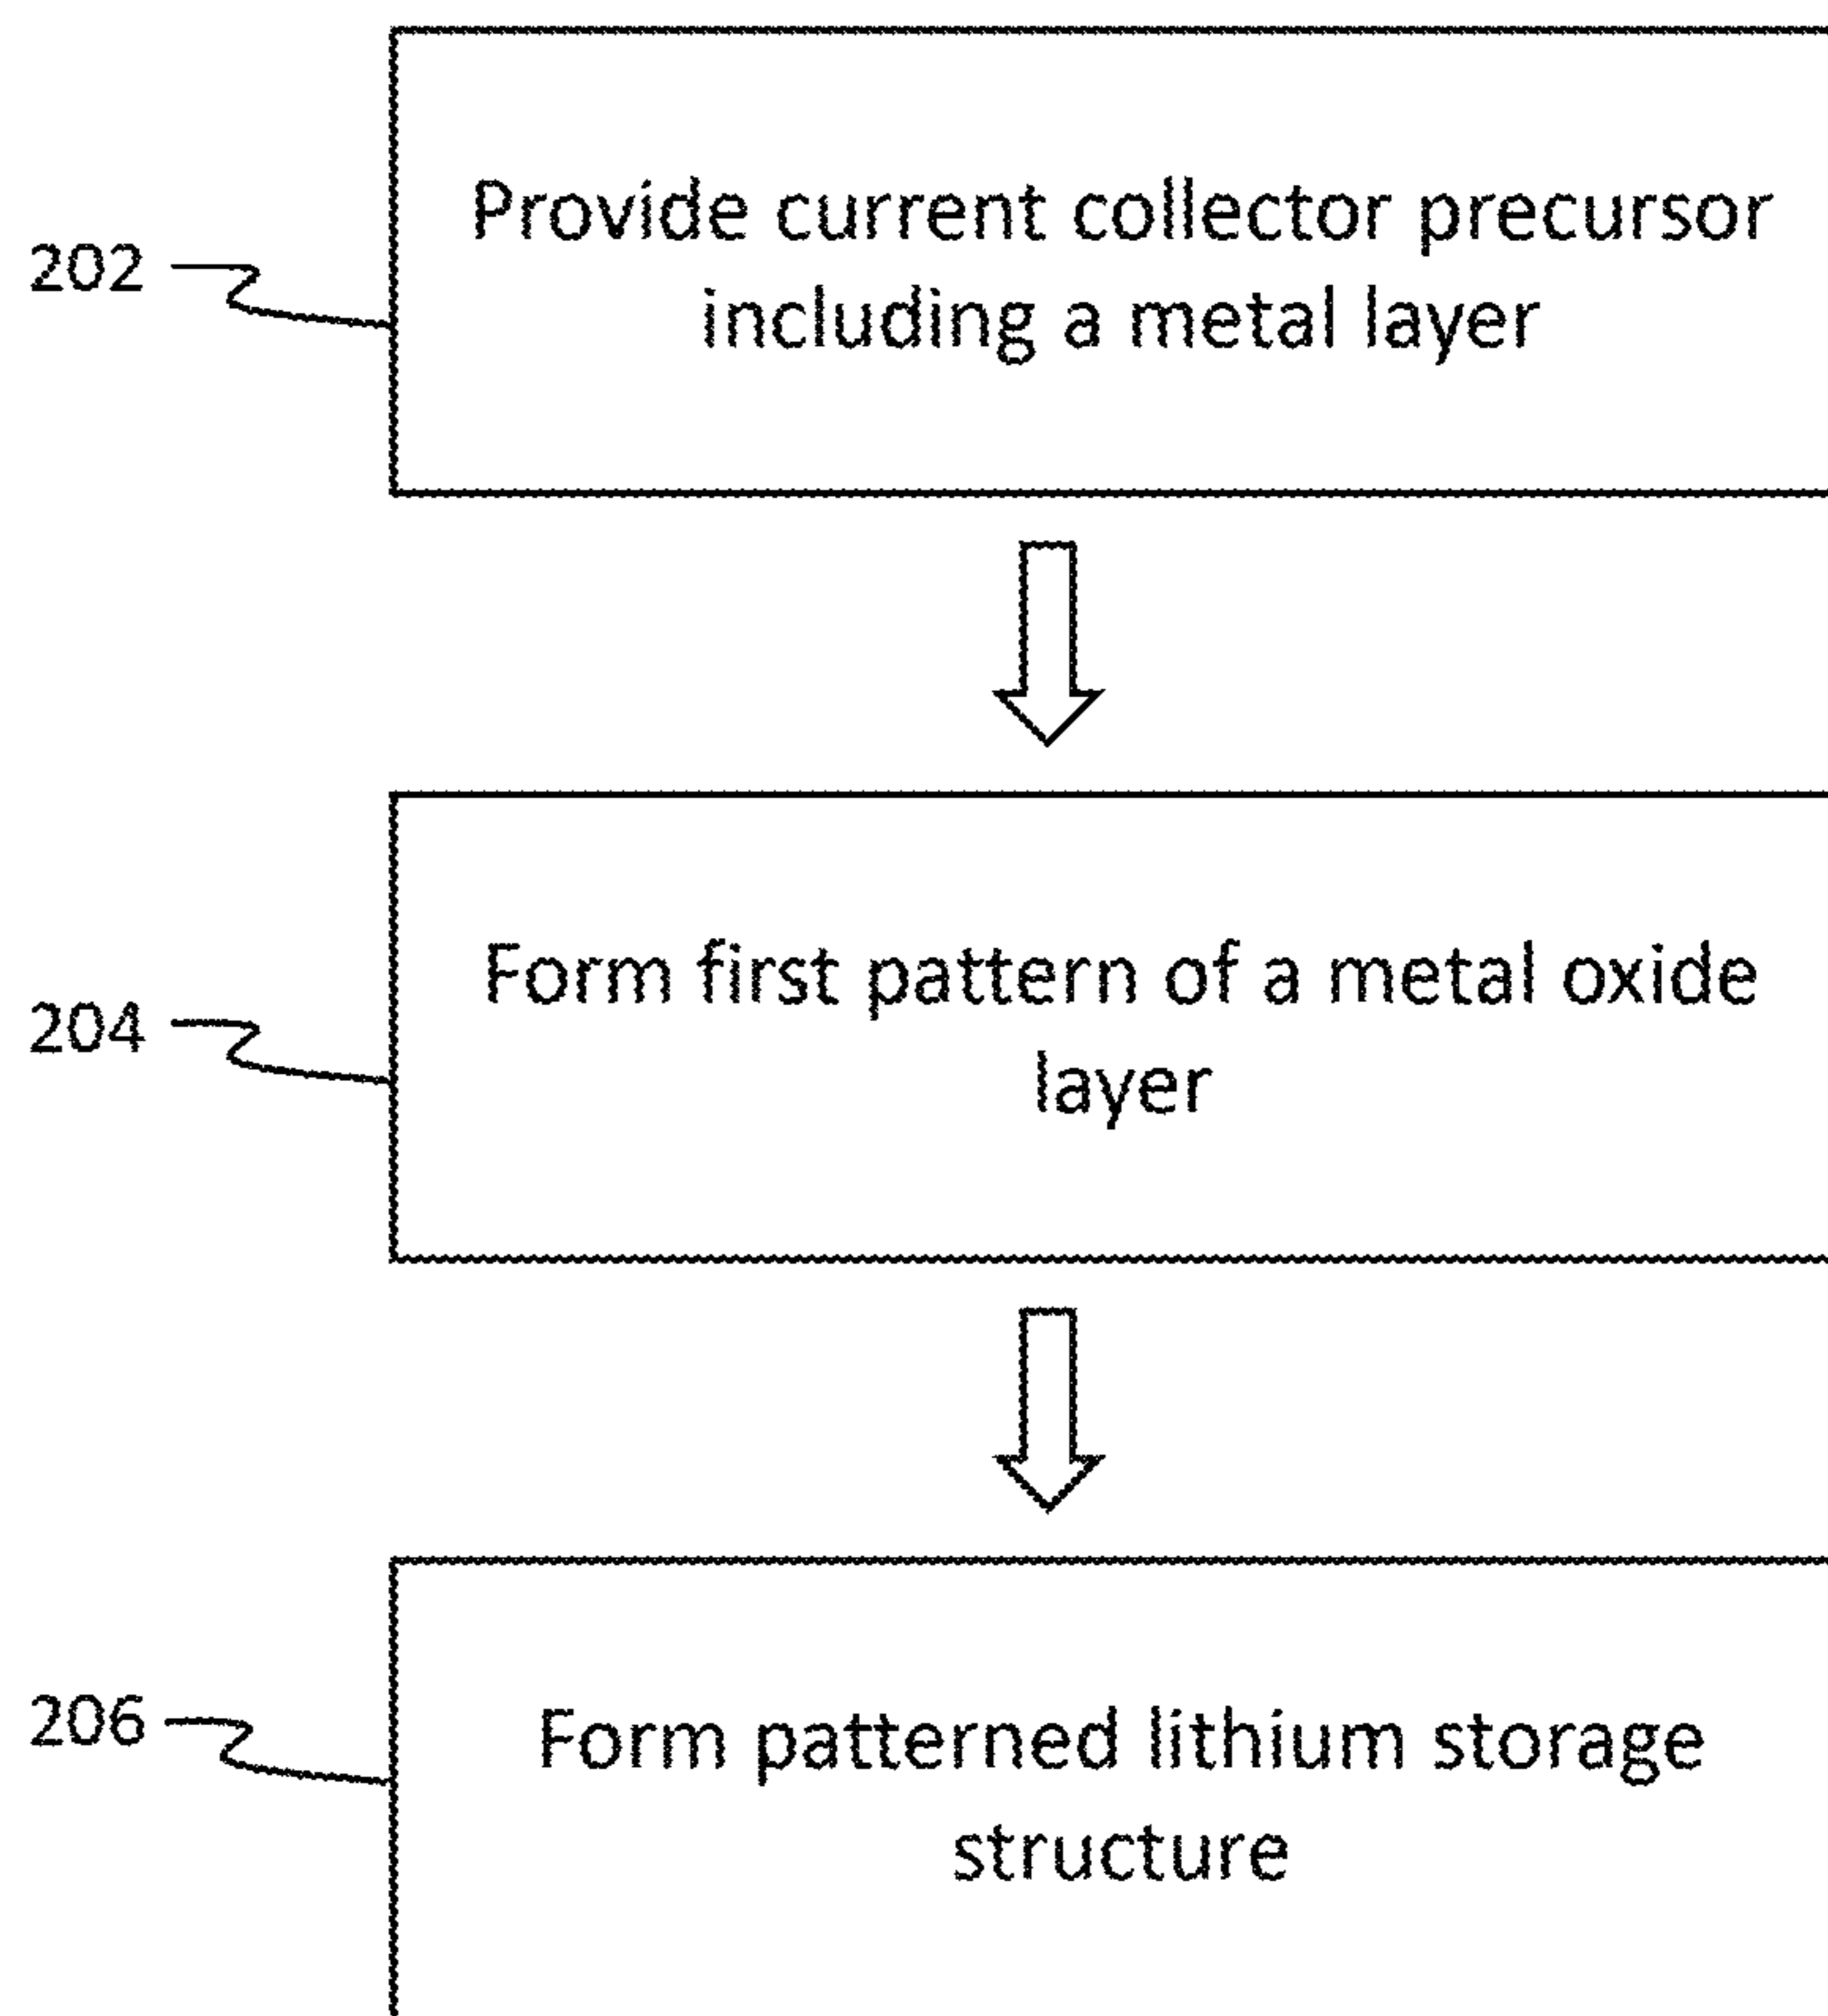 Provide current collector precursor
202
including a metal layer
Form first pattern of a metal oxide
204
layer
206
Form patterned lithium storage
structure